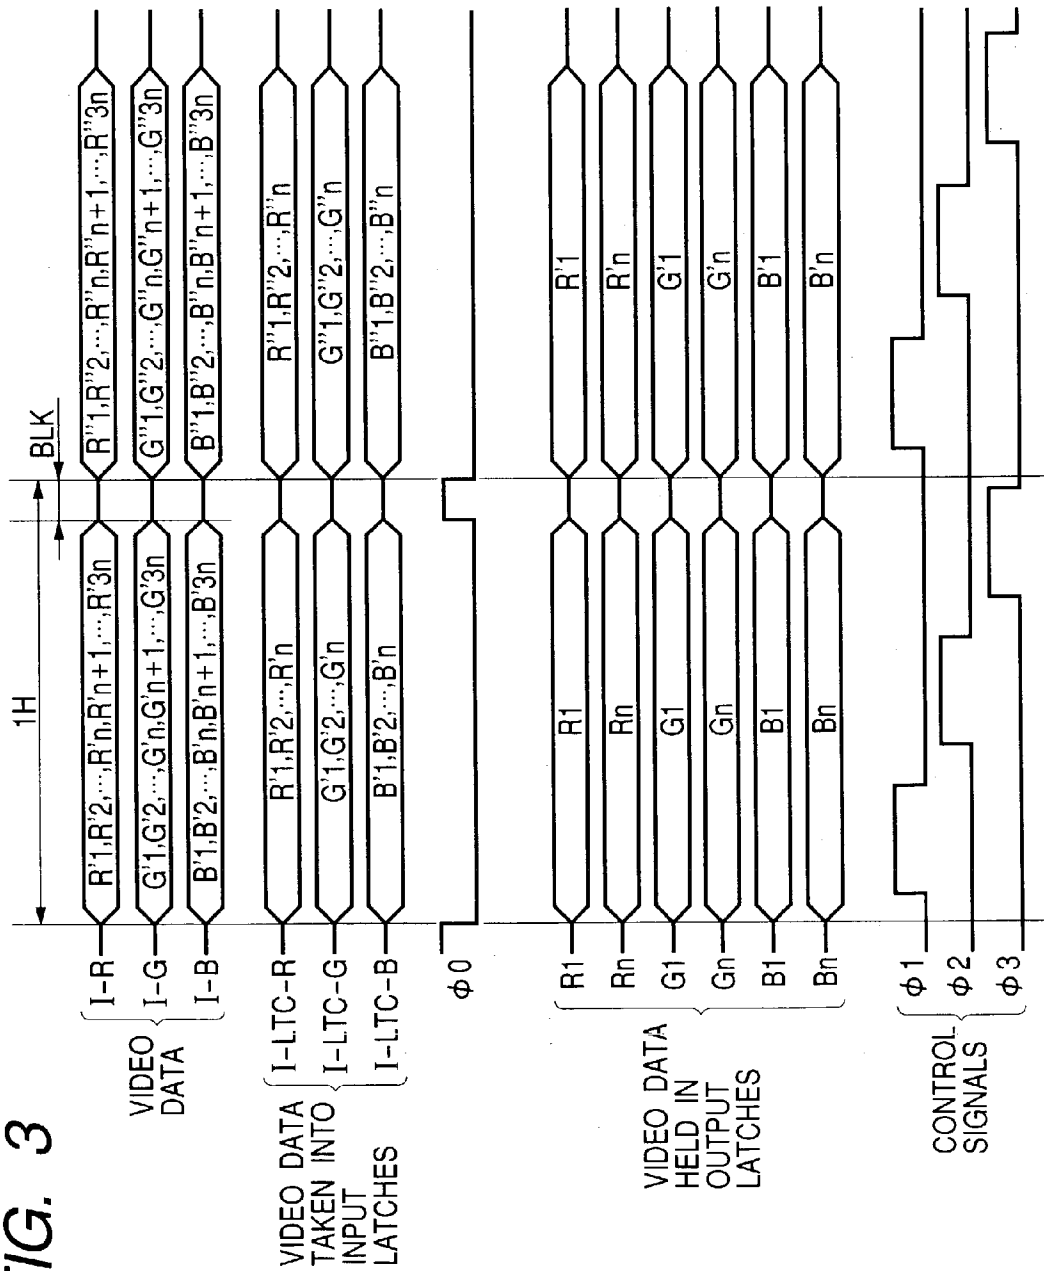 FIG. 3
1H
BLK
VIDEO
DATA
I-R
R'1,R'2,···,R'n,R'n+1,···,R'3n
R''1,R''2,···,R''n,R''n+1,···,R''3n
I-G
G'1,G'2,···,G'n,G'n+1,···,G'3n
G''1,G''2,···,G''n,G''n+1,···,G''3n
I-B
B'1,B'2,···,B'n,B'n+1,···,B'3n
B''1,B''2,···,B''n,B''n+1,···,B''3n
VIDEO DATA
TAKEN INTO
INPUT
LATCHES
I-LTC-R
R'1,R'2,···,R'n
R''1,R''2,···,R''n
I-LTC-G
G'1,G'2,···,G'n
G''1,G''2,···,G''n
I-LTC-B
B'1,B'2,···,B'n
B''1,B''2,···,B''n
φ0
VIDEO DATA
HELD IN
OUTPUT
LATCHES
R1
R1
R'1
Rn
Rn
R'n
G1
G1
G'1
Gn
Gn
G'n
B1
B1
B'1
Bn
Bn
B'n
CONTROL
SIGNALS
φ1
φ2
φ3